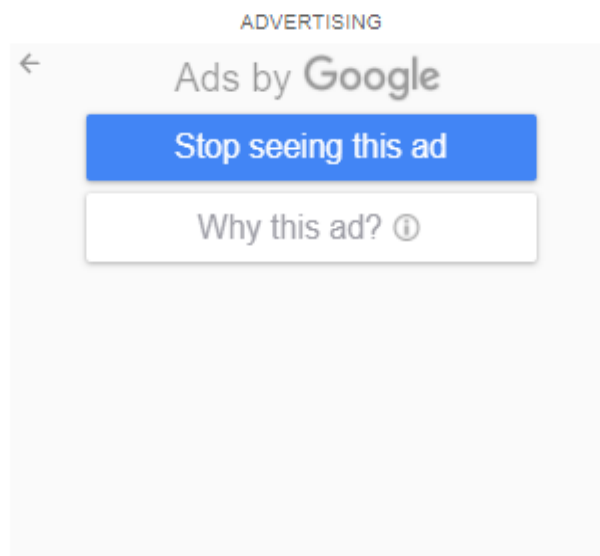 ADVERTISING
Ads by Google
Stop seeing this ad
Why this ad?